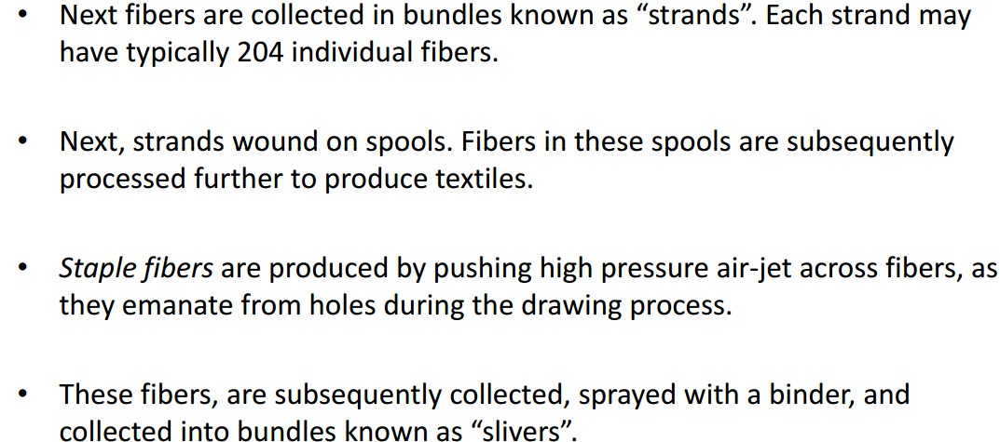 • Next fibers are collected in bundles known as “strands”. Each strand may
have typically 204 individual fibers.
• Next, strands wound on spools. Fibers in these spools are subsequently
processed further to produce textiles.
• Staple fibers are produced by pushing high pressure air-jet across fibers, as
they emanate from holes during the drawing process.
• These fibers, are subsequently collected, sprayed with a binder, and
collected into bundles known as “slivers”.